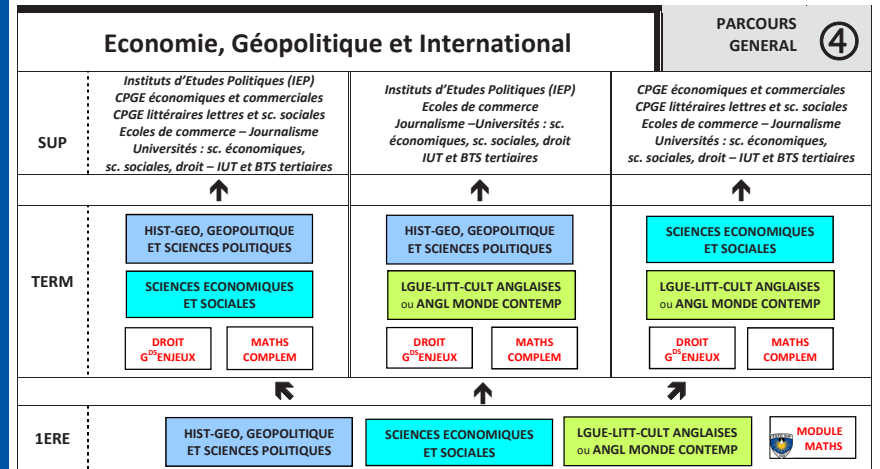 Economie, Géopolitique et International
PARCOURS
GENERAL
④
SUP
Instituts d'Etudes Politiques (IEP)
CPGE économiques et commerciales
CPGE littéraires lettres et sc. sociales
Ecoles de commerce – Journalisme
Universités : sc. économiques,
sc. sociales, droit – IUT et BTS tertiaires
Instituts d'Etudes Politiques (IEP)
Ecoles de commerce
Journalisme –Universités : sc.
économiques, sc. sociales, droit
IUT et BTS tertiaires
CPGE économiques et commerciales
CPGE littéraires lettres et sc. sociales
Ecoles de commerce – Journalisme
Universités : sc. économiques,
sc. sociales, droit – IUT et BTS tertiaires
TERM
HIST-GEO, GEOPOLITIQUE
ET SCIENCES POLITIQUES
SCIENCES ECONOMIQUES
ET SOCIALES
DROIT
GDSENJEUX
MATHS
COMPLEM
HIST-GEO, GEOPOLITIQUE
ET SCIENCES POLITIQUES
LGUE-LITT-CULT ANGLAISES
ou ANGL MONDE CONTEMP
DROIT
GDSENJEUX
MATHS
COMPLEM
SCIENCES ECONOMIQUES
ET SOCIALES
LGUE-LITT-CULT ANGLAISES
ou ANGL MONDE CONTEMP
DROIT
GDSENJEUX
MATHS
COMPLEM
1ERE
HIST-GEO, GEOPOLITIQUE
ET SCIENCES POLITIQUES
SCIENCES ECONOMIQUES
ET SOCIALES
LGUE-LITT-CULT ANGLAISES
ou ANGL MONDE CONTEMP
MODULE
MATHS